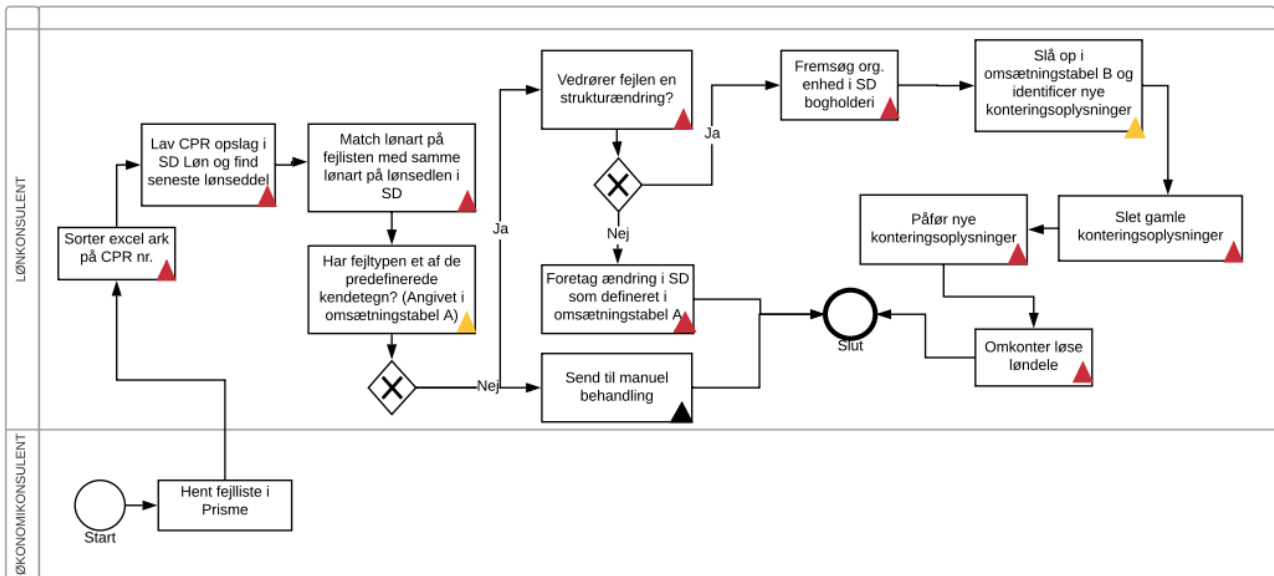 LØNKONSULENT
ØKONOMIKONSULENT
Start
Hent fejlliste i
Prisme
Sorter excel ark
på CPR nr.
Lav CPR opslag i
SD Løn og find
seneste lønseddel
Match lønart på
fejlisten med samme
lønart på lønsedlen i
SD
Har fejltypen et af de
predefinerede
kendetegn? (Angivet i
omsætningstabel A)
Ja
Nej
Vedrører fejlen en
strukturændring?
Ja
Nej
Foretag ændring i SD
som defineret i
omsætningstabel A
Send til manuel
behandling
Fremsøg org.
enhed i SD
bogholderi
Slå op i
omsætningstabel B og
identificer nye
konteringsoplysninger
Slet gamle
konteringsoplysninger
Påfør nye
konteringsoplysninger
Omkonter løse
løndele
Slut